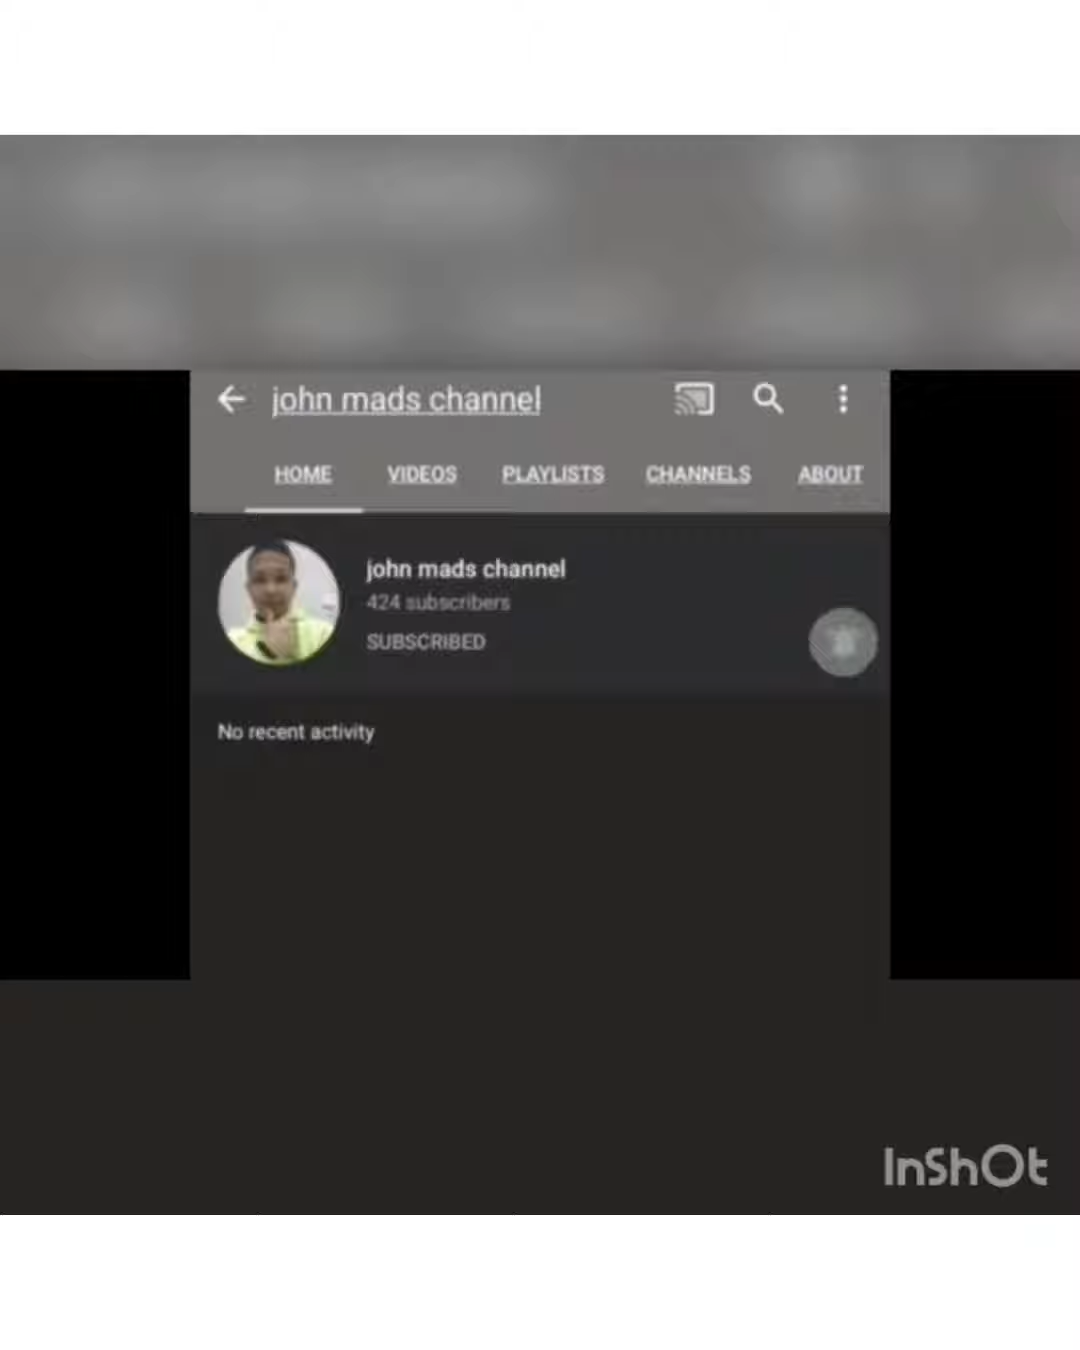 john mads channel
HOME VIDEOS PLAYLISTS CHANNELS ABOUT
john mads channel
424 subscribers
SUBSCRIBED
No recent activity
InShOt